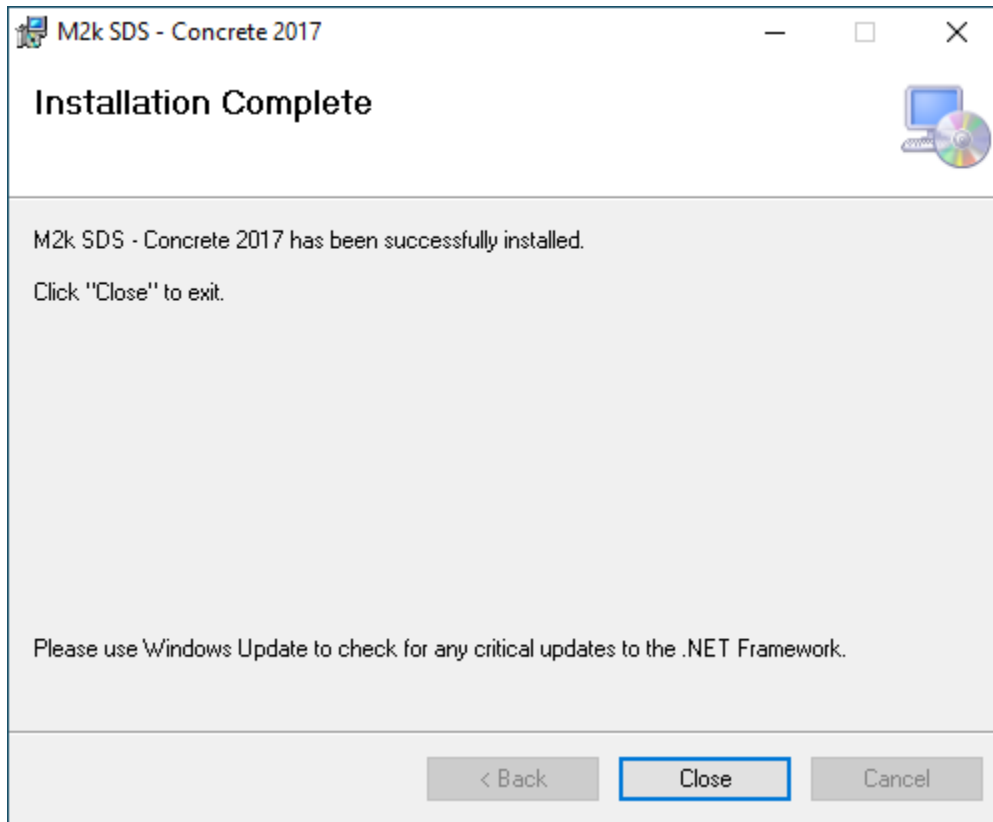 M2k SDS - Concrete 2017
Installation Complete
M2k SDS - Concrete 2017 has been successfully installed.
Click "Close" to exit.
Please use Windows Update to check for any critical updates to the .NET Framework.
< Back
Close
Cancel